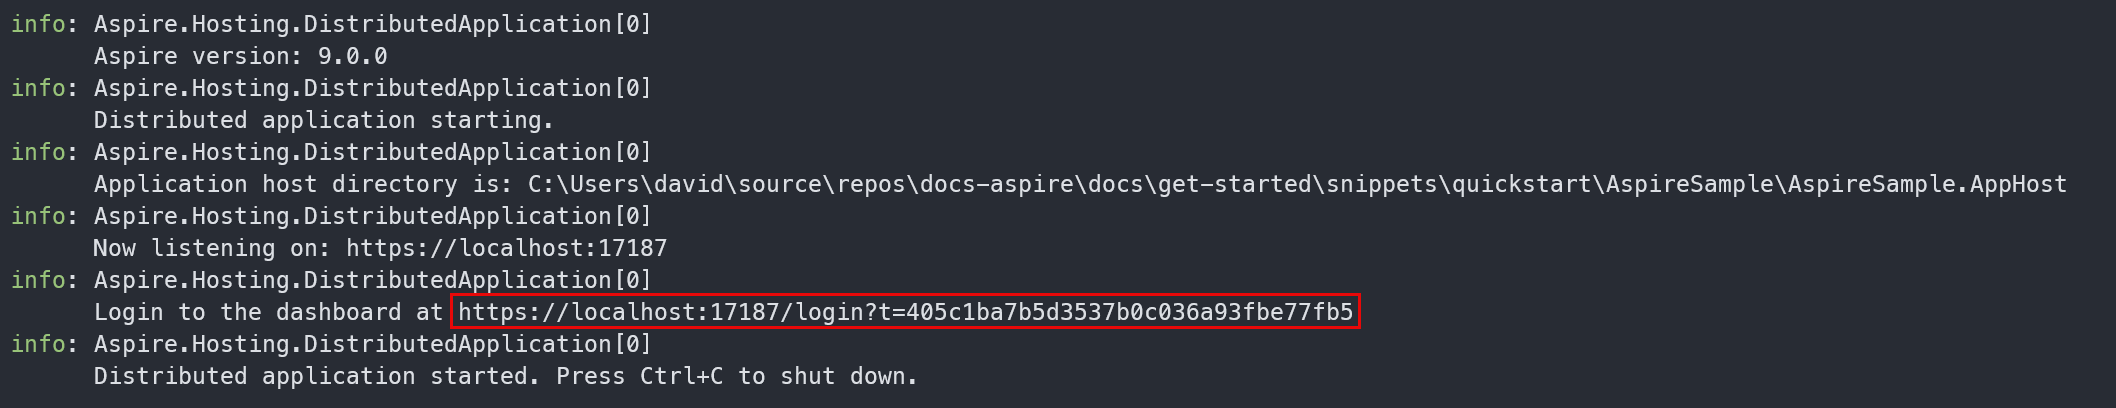 info: Aspire.Hosting.DistributedApplication[0]
Aspire version: 9.0.0
info: Aspire.Hosting.DistributedApplication[0]
Distributed application starting.
info: Aspire.Hosting.DistributedApplication[0]
Application host directory is: C:\Users\david\source\repos\docs-aspire\docs\get-started\snippets\quickstart\AspireSample\AspireSample.AppHost
info: Aspire.Hosting.DistributedApplication[0]
Now listening on: https://localhost:17187
info: Aspire.Hosting.DistributedApplication[0]
Login to the dashboard at https://localhost:17187/login?t=405c1ba7b5d3537b0c036a93fbe77fb5
info: Aspire.Hosting.DistributedApplication[0]
Distributed application started. Press Ctrl+C to shut down.